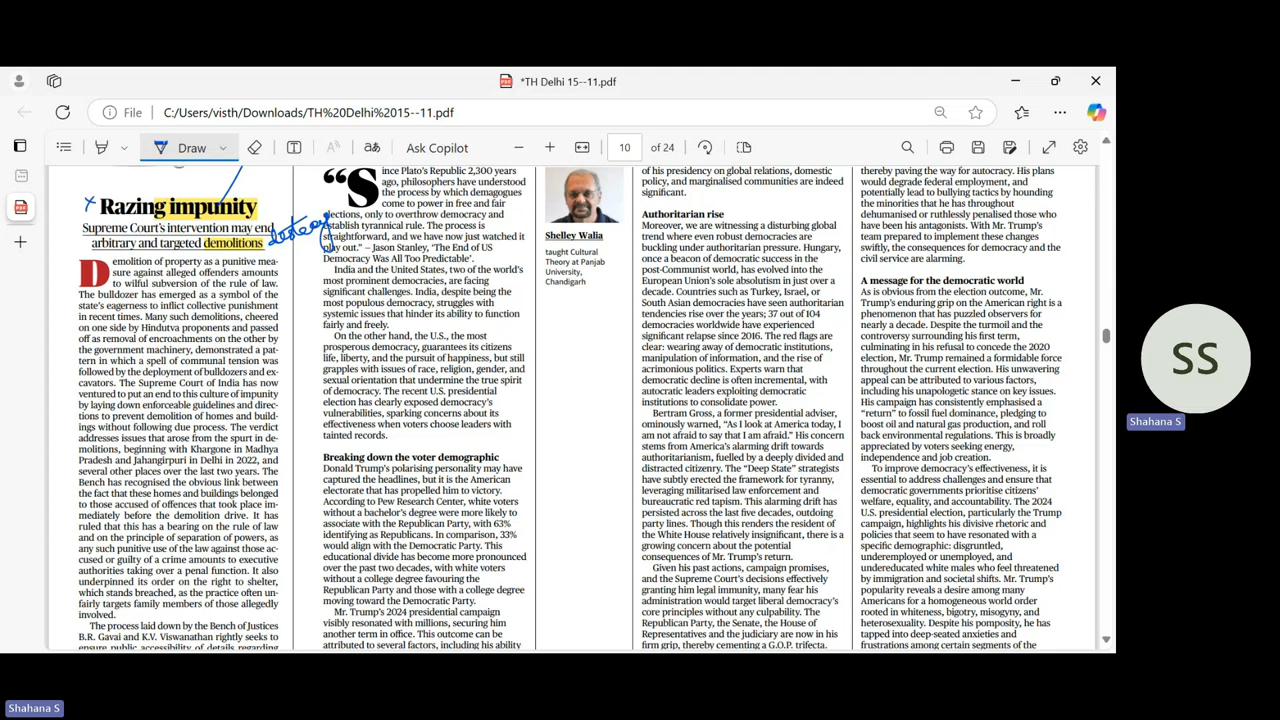 *TH Delhi 15--11.pdf
File
C:/Users/visth/Downloads/TH%20Delhi%2015--11.pdf
Draw
Ask Copilot
10 of 24
Razing impunity
Supreme Court's intervention may end
arbitrary and targeted demolitions
destroy
Demolition of property as a punitive mea-
sure against alleged offenders amounts
to wilful subversion of the rule of law.
The bulldozer has emerged as a symbol of the
state's eagerness to inflict collective punishment
in recent times. Many such demolitions, cheered
on one side by Hindutva proponents and passed
off as removal of encroachments on the other by
the government machinery, demonstrated a pat-
tern in which a spell of communal tension was
followed by the deployment of bulldozers and ex-
cavators. The Supreme Court of India has now
ventured to put an end to this culture of impunity
by laying down enforceable guidelines and direc-
tions to prevent demolition of homes and build-
ings without following due process. The verdict
addresses issues that arose from the spurt in de-
molitions, beginning with Khargone in Madhya
Pradesh and Jahangirpuri in Delhi in 2022, and
several other places over the last two years. The
Bench has recognised the obvious link between
the fact that these homes and buildings belonged
to those accused of offences that took place im-
mediately before the demolition drive. It has
ruled that this has a bearing on the rule of law
and on the principle of separation of powers, as
any such punitive use of the law against those ac-
cused or guilty of a crime amounts to executive
authorities taking over a penal function. It also
underpinned its order on the right to shelter,
which stands breached, as the practice often un-
fairly targets family members of those allegedly
involved.
The process laid down by the Bench of Justices
B.R. Gavai and K.V. Viswanathan rightly seeks to
ensure public accessibility of details regarding
“Since Plato's Republic 2,300 years
ago, philosophers have understood
the process by which demagogues
come to power in free and fair
elections, only to overthrow democracy and
establish tyrannical rule. The process is
straightforward, and we have now just watched it
play out.” – Jason Stanley, ‘The End of US
Democracy Was All Too Predictable’.
India and the United States, two of the world's
most prominent democracies, are facing
significant challenges. India, despite being the
most populous democracy, struggles with
systemic issues that hinder its ability to function
fairly and freely.
On the other hand, the U.S., the most
prosperous democracy, guarantees its citizens
life, liberty, and the pursuit of happiness, but still
grapples with issues of race, religion, gender, and
sexual orientation that undermine the true spirit
of democracy. The recent U.S. presidential
election has clearly exposed democracy's
vulnerabilities, sparking concerns about its
effectiveness when voters choose leaders with
tainted records.
Breaking down the voter demographic
Donald Trump's polarising personality may have
captured the headlines, but it is the American
electorate that has propelled him to victory.
According to Pew Research Center, white voters
without a bachelor's degree were more likely to
associate with the Republican Party, with 63%
identifying as Republicans. In comparison, 33%
would align with the Democratic Party. This
educational divide has become more pronounced
over the past two decades, with white voters
without a college degree favouring the
Republican Party and those with a college degree
moving toward the Democratic Party.
Mr. Trump's 2024 presidential campaign
visibly resonated with millions, securing him
another term in office. This outcome can be
attributed to several factors, including his ability
Shelley Walia
taught Cultural
Theory at Panjab
University,
Chandigarh
of his presidency on global relations, domestic
policy, and marginalised communities are indeed
significant.
Authoritarian rise
Moreover, we are witnessing a disturbing global
trend where even robust democracies are
buckling under authoritarian pressure. Hungary,
once a beacon of democratic success in the
post-Communist world, has evolved into the
European Union's sole absolutism in just over a
decade. Countries such as Turkey, Israel, or
South Asian democracies have seen authoritarian
tendencies rise over the years; 37 out of 104
democracies worldwide have experienced
significant relapse since 2016. The red flags are
clear: wearing away of democratic institutions,
manipulation of information, and the rise of
acrimonious politics. Experts warn that
democratic decline is often incremental, with
autocratic leaders exploiting democratic
institutions to consolidate power.
Bertram Gross, a former presidential adviser,
ominously warned, “As I look at America today, I
am not afraid to say that I am afraid.” His concern
stems from America's alarming drift towards
authoritarianism, fuelled by a deeply divided and
distracted citizenry. The “Deep State” strategists
have subtly erected the framework for tyranny,
leveraging militarised law enforcement and
bureaucratic red tapism. This alarming drift has
persisted across the last five decades, outdoing
party lines. Though this renders the resident of
the White House relatively insignificant, there is a
growing concern about the potential
consequences of Mr. Trump's return.
Given his past actions, campaign promises,
and the Supreme Court's decisions effectively
granting him legal immunity, many fear his
administration would target liberal democracy's
core principles without any culpability. The
Republican Party, the Senate, the House of
Representatives and the judiciary are now in his
firm grip, thereby cementing a G.O.P. trifecta.
thereby paving the way for autocracy. His plans
would degrade federal employment, and
potentially lead to bullying tactics by hounding
the minorities that he has throughout
dehumanised or ruthlessly penalised those who
have been his antagonists. With Mr. Trump's
team prepared to implement these changes
swiftly, the consequences for democracy and the
civil service are alarming.
A message for the democratic world
As is obvious from the election outcome, Mr.
Trump's enduring grip on the American right is a
phenomenon that has puzzled observers for
nearly a decade. Despite the turmoil and the
controversy surrounding his first term,
culminating in his refusal to concede the 2020
election, Mr. Trump remained a formidable force
throughout the current election. His unwavering
appeal can be attributed to various factors,
including his unapologetic stance on key issues.
His campaign has consistently emphasised a
“return” to fossil fuel dominance, pledging to
boost oil and natural gas production, and roll
back environmental regulations. This is broadly
appreciated by voters seeking energy,
independence and job creation.
To improve democracy's effectiveness, it is
essential to address challenges and ensure that
democratic governments prioritise citizens'
welfare, equality, and accountability. The 2024
U.S. presidential election, particularly the Trump
campaign, highlights his divisive rhetoric and
policies that seem to have resonated with a
specific demographic: disgruntled,
underemployed or unemployed, and
undereducated white males who feel threatened
by immigration and societal shifts. Mr. Trump's
popularity reveals a desire among many
Americans for a homogeneous world order
rooted in whiteness, bigotry, misogyny, and
heterosexuality. Despite his pomposity, he has
tapped into deep-seated anxieties and
frustrations among certain segments of the
SS
Shahana S
Shahana S